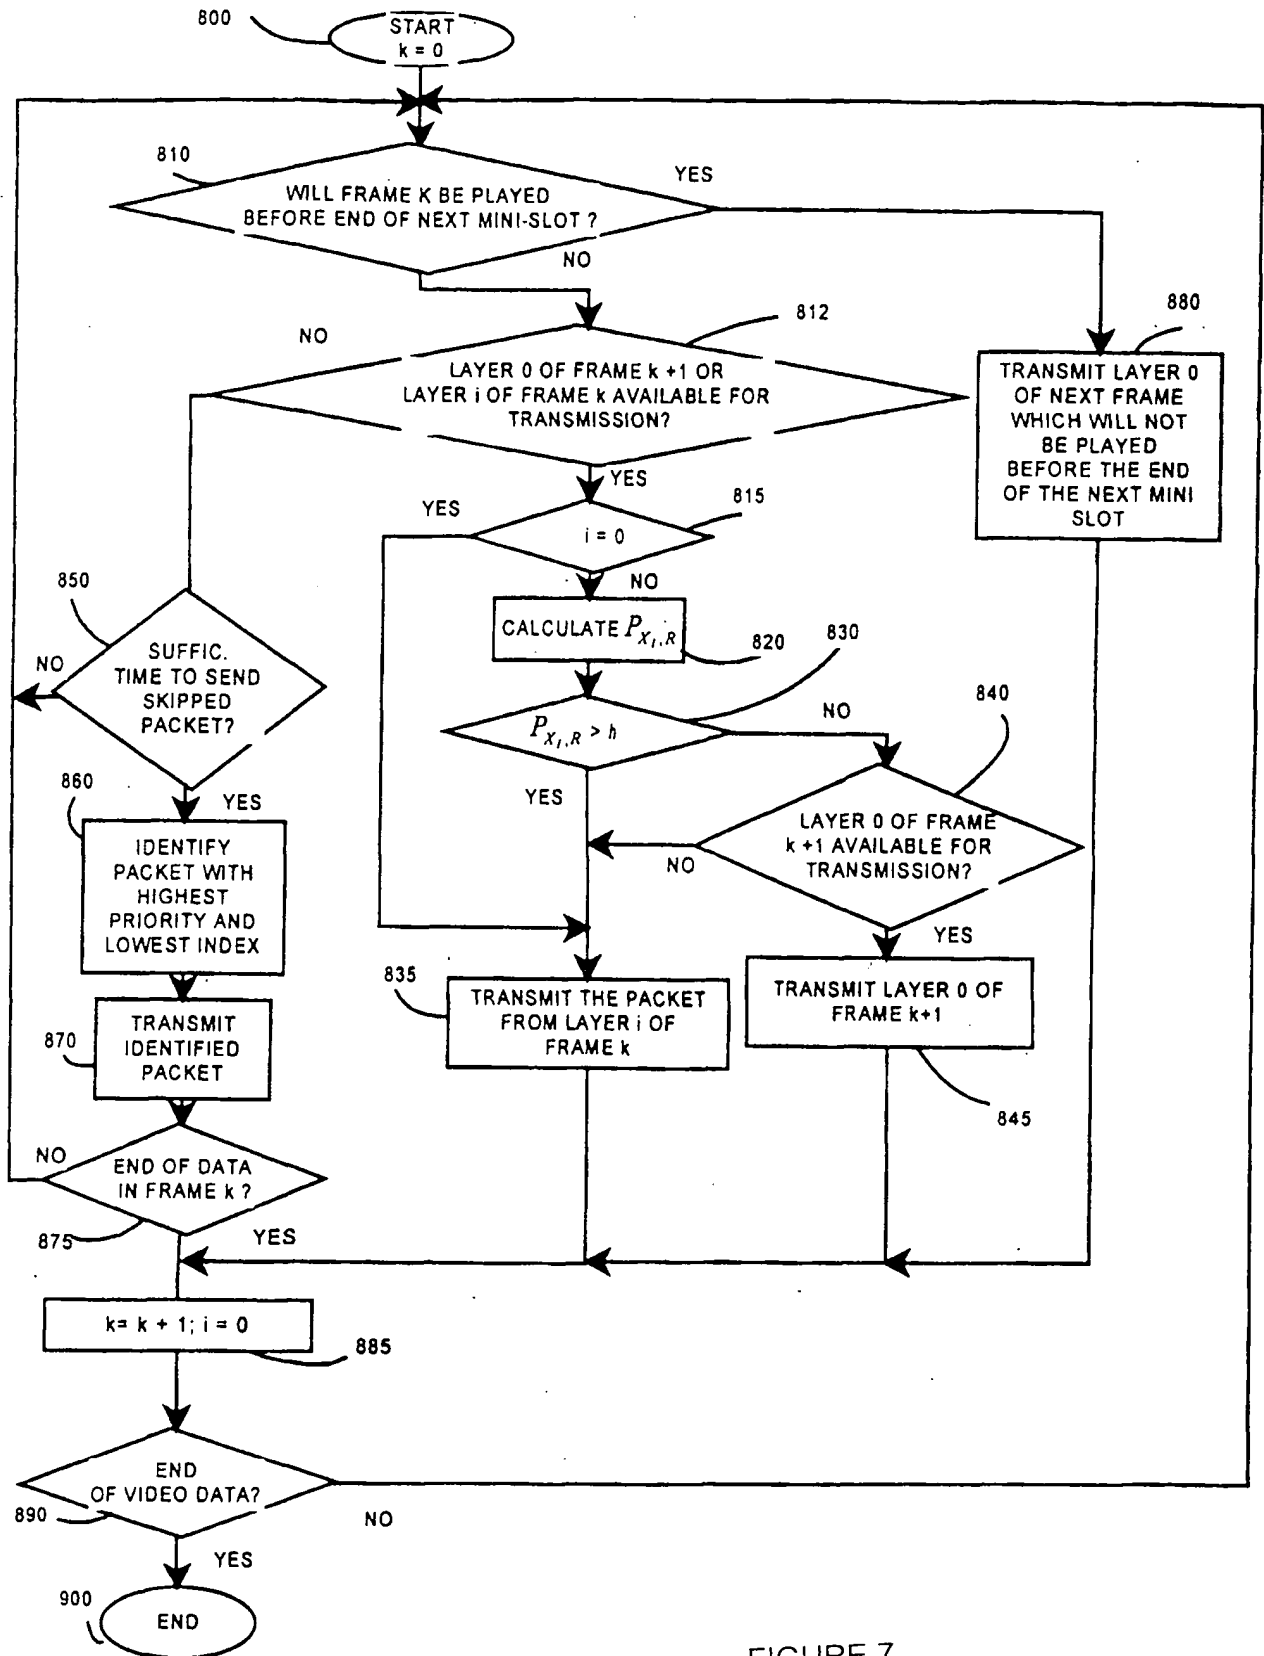 800
START
k = 0
810
YES
WILL FRAME K BE PLAYED
BEFORE END OF NEXT MINI-SLOT ?
NO
812
880
NO
LAYER 0 OF FRAME k +1 OR
LAYER i OF FRAME k AVAILABLE FOR
TRANSMISSION?
TRANSMIT LAYER 0
OF NEXT FRAME
WHICH WILL NOT
BE PLAYED
BEFORE THE END
OF THE NEXT MINI
SLOT
YES
YES
815
i = 0
NO
850
SUFFIC.
TIME TO SEND
SKIPPED
PACKET?
NO
CALCULATE P_{X_i,R}
820
830
P_{X_i,R} > h
NO
840
YES
860
YES
IDENTIFY
PACKET WITH
HIGHEST
PRIORITY AND
LOWEST INDEX
LAYER 0 OF FRAME
k +1 AVAILABLE FOR
TRANSMISSION?
NO
YES
835
TRANSMIT THE PACKET
FROM LAYER i OF
FRAME k
TRANSMIT LAYER 0 OF
FRAME k+1
845
870
TRANSMIT
IDENTIFIED
PACKET
NO
END OF DATA
IN FRAME k ?
875
YES
k= k + 1; i = 0
885
END
OF VIDEO DATA?
890
NO
YES
900
END
FIGURE 7